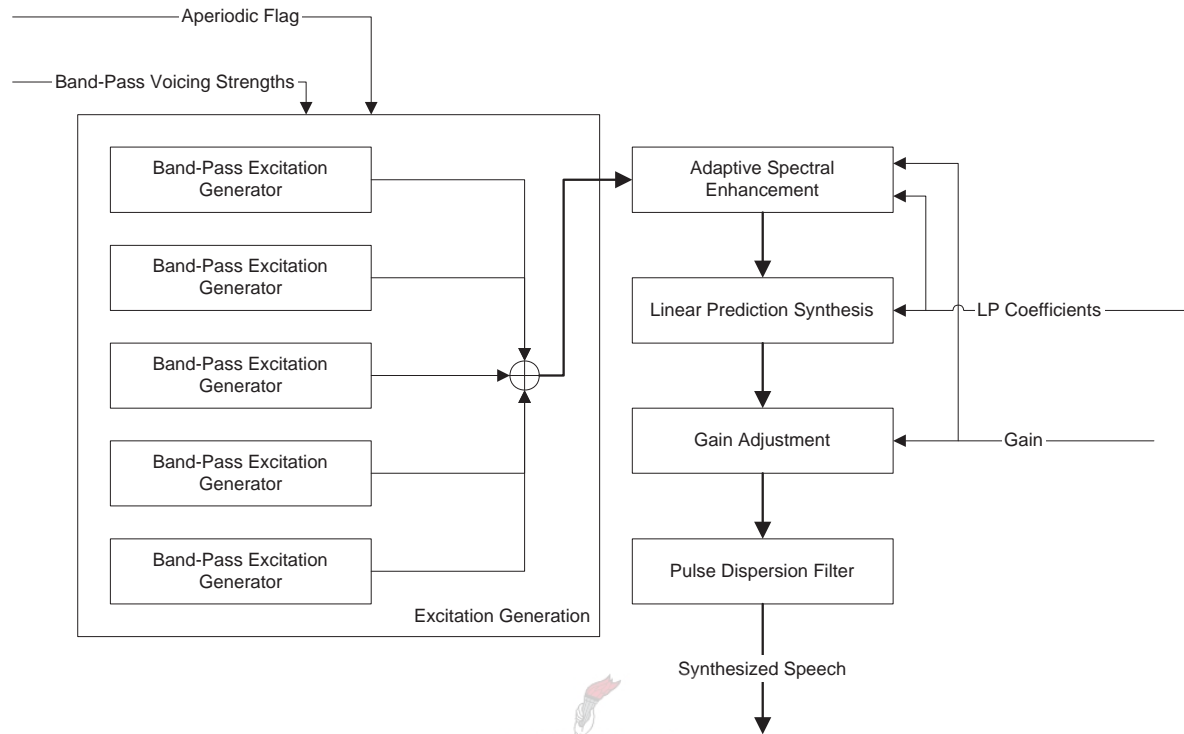 Aperiodic Flag
Band-Pass Voicing Strengths
Band-Pass Excitation
Generator
Band-Pass Excitation
Generator
Band-Pass Excitation
Generator
Band-Pass Excitation
Generator
Band-Pass Excitation
Generator
Excitation Generation
Adaptive Spectral
Enhancement
Linear Prediction Synthesis
LP Coefficients
Gain Adjustment
Gain
Pulse Dispersion Filter
Synthesized Speech